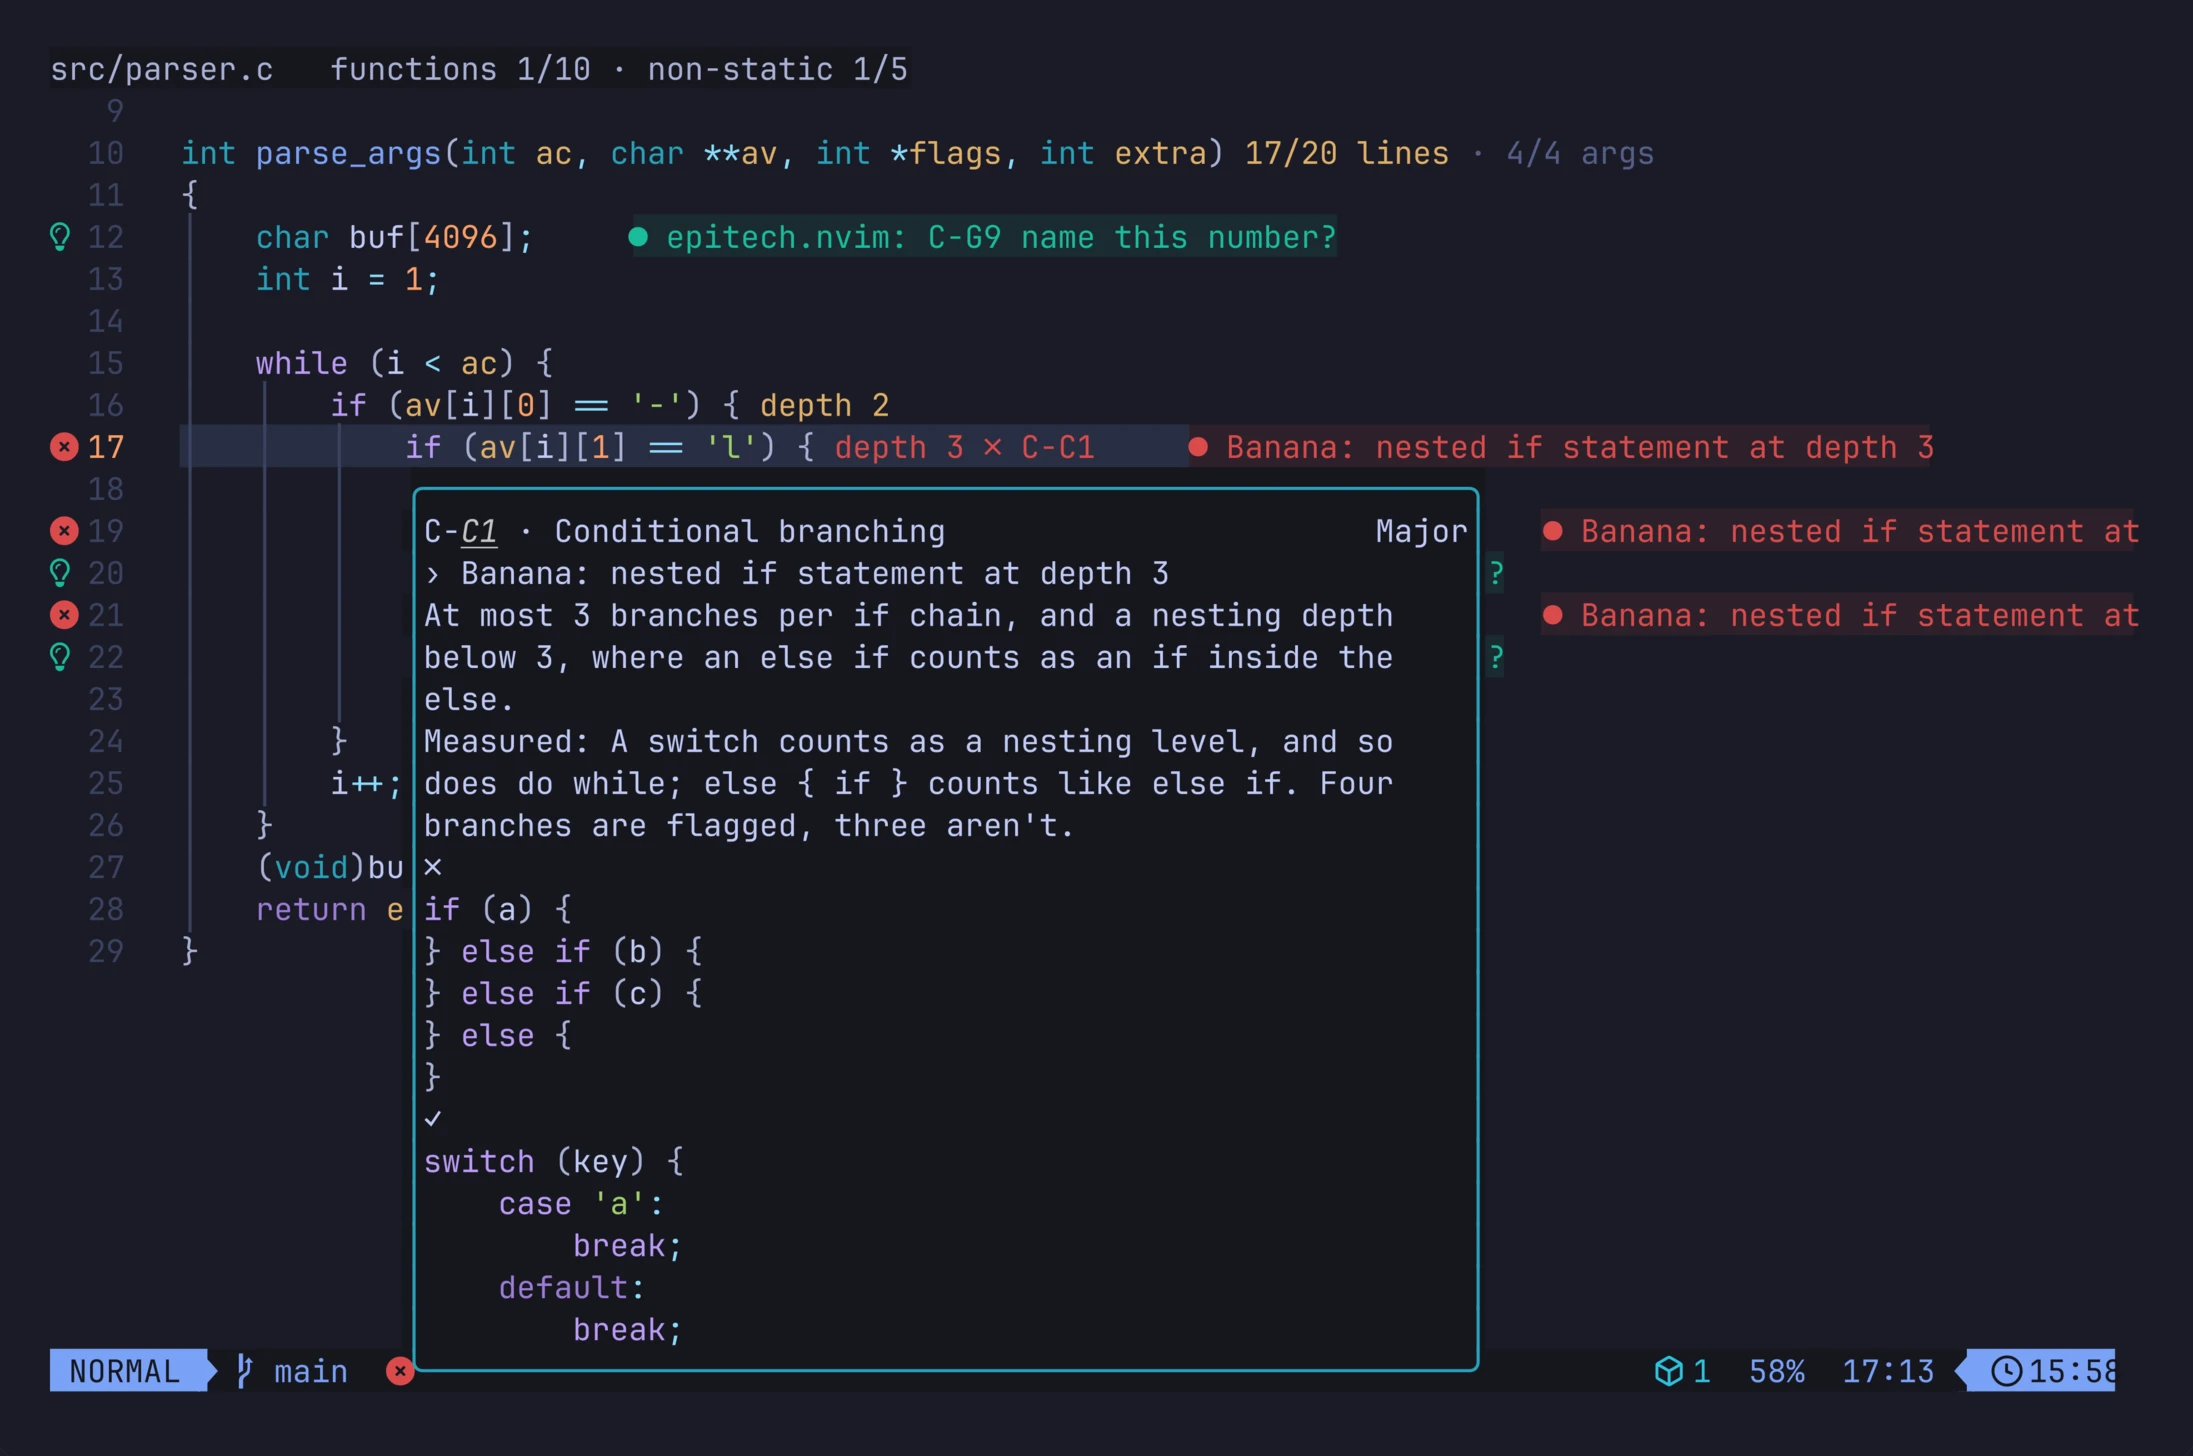 src/parser.c functions 1/10 · non-static 1/5
9
10 int parse_args(int ac, char **av, int *flags, int extra) 17/20 lines · 4/4 args
11 {
12 char buf[4096]; ● epitech.nvim: C-G9 name this number?
13 int i = 1;
14
15 while (i < ac) {
16 if (av[i][0] == '-') { depth 2
17 if (av[i][1] == 'l') { depth 3 × C-C1 ● Banana: nested if statement at depth 3
18
19 ● Banana: nested if statement at
20 ?
21 ● Banana: nested if statement at
22 ?
23
24 }
25 i++;
26 }
27 (void)bu
28 return e
29 }
C-C1 · Conditional branching Major
› Banana: nested if statement at depth 3
At most 3 branches per if chain, and a nesting depth
below 3, where an else if counts as an if inside the
else.
Measured: A switch counts as a nesting level, and so
does do while; else { if } counts like else if. Four
branches are flagged, three aren't.
×
if (a) {
} else if (b) {
} else if (c) {
} else {
}
✓
switch (key) {
case 'a':
break;
default:
break;
NORMAL main 1 58% 17:13 15:58